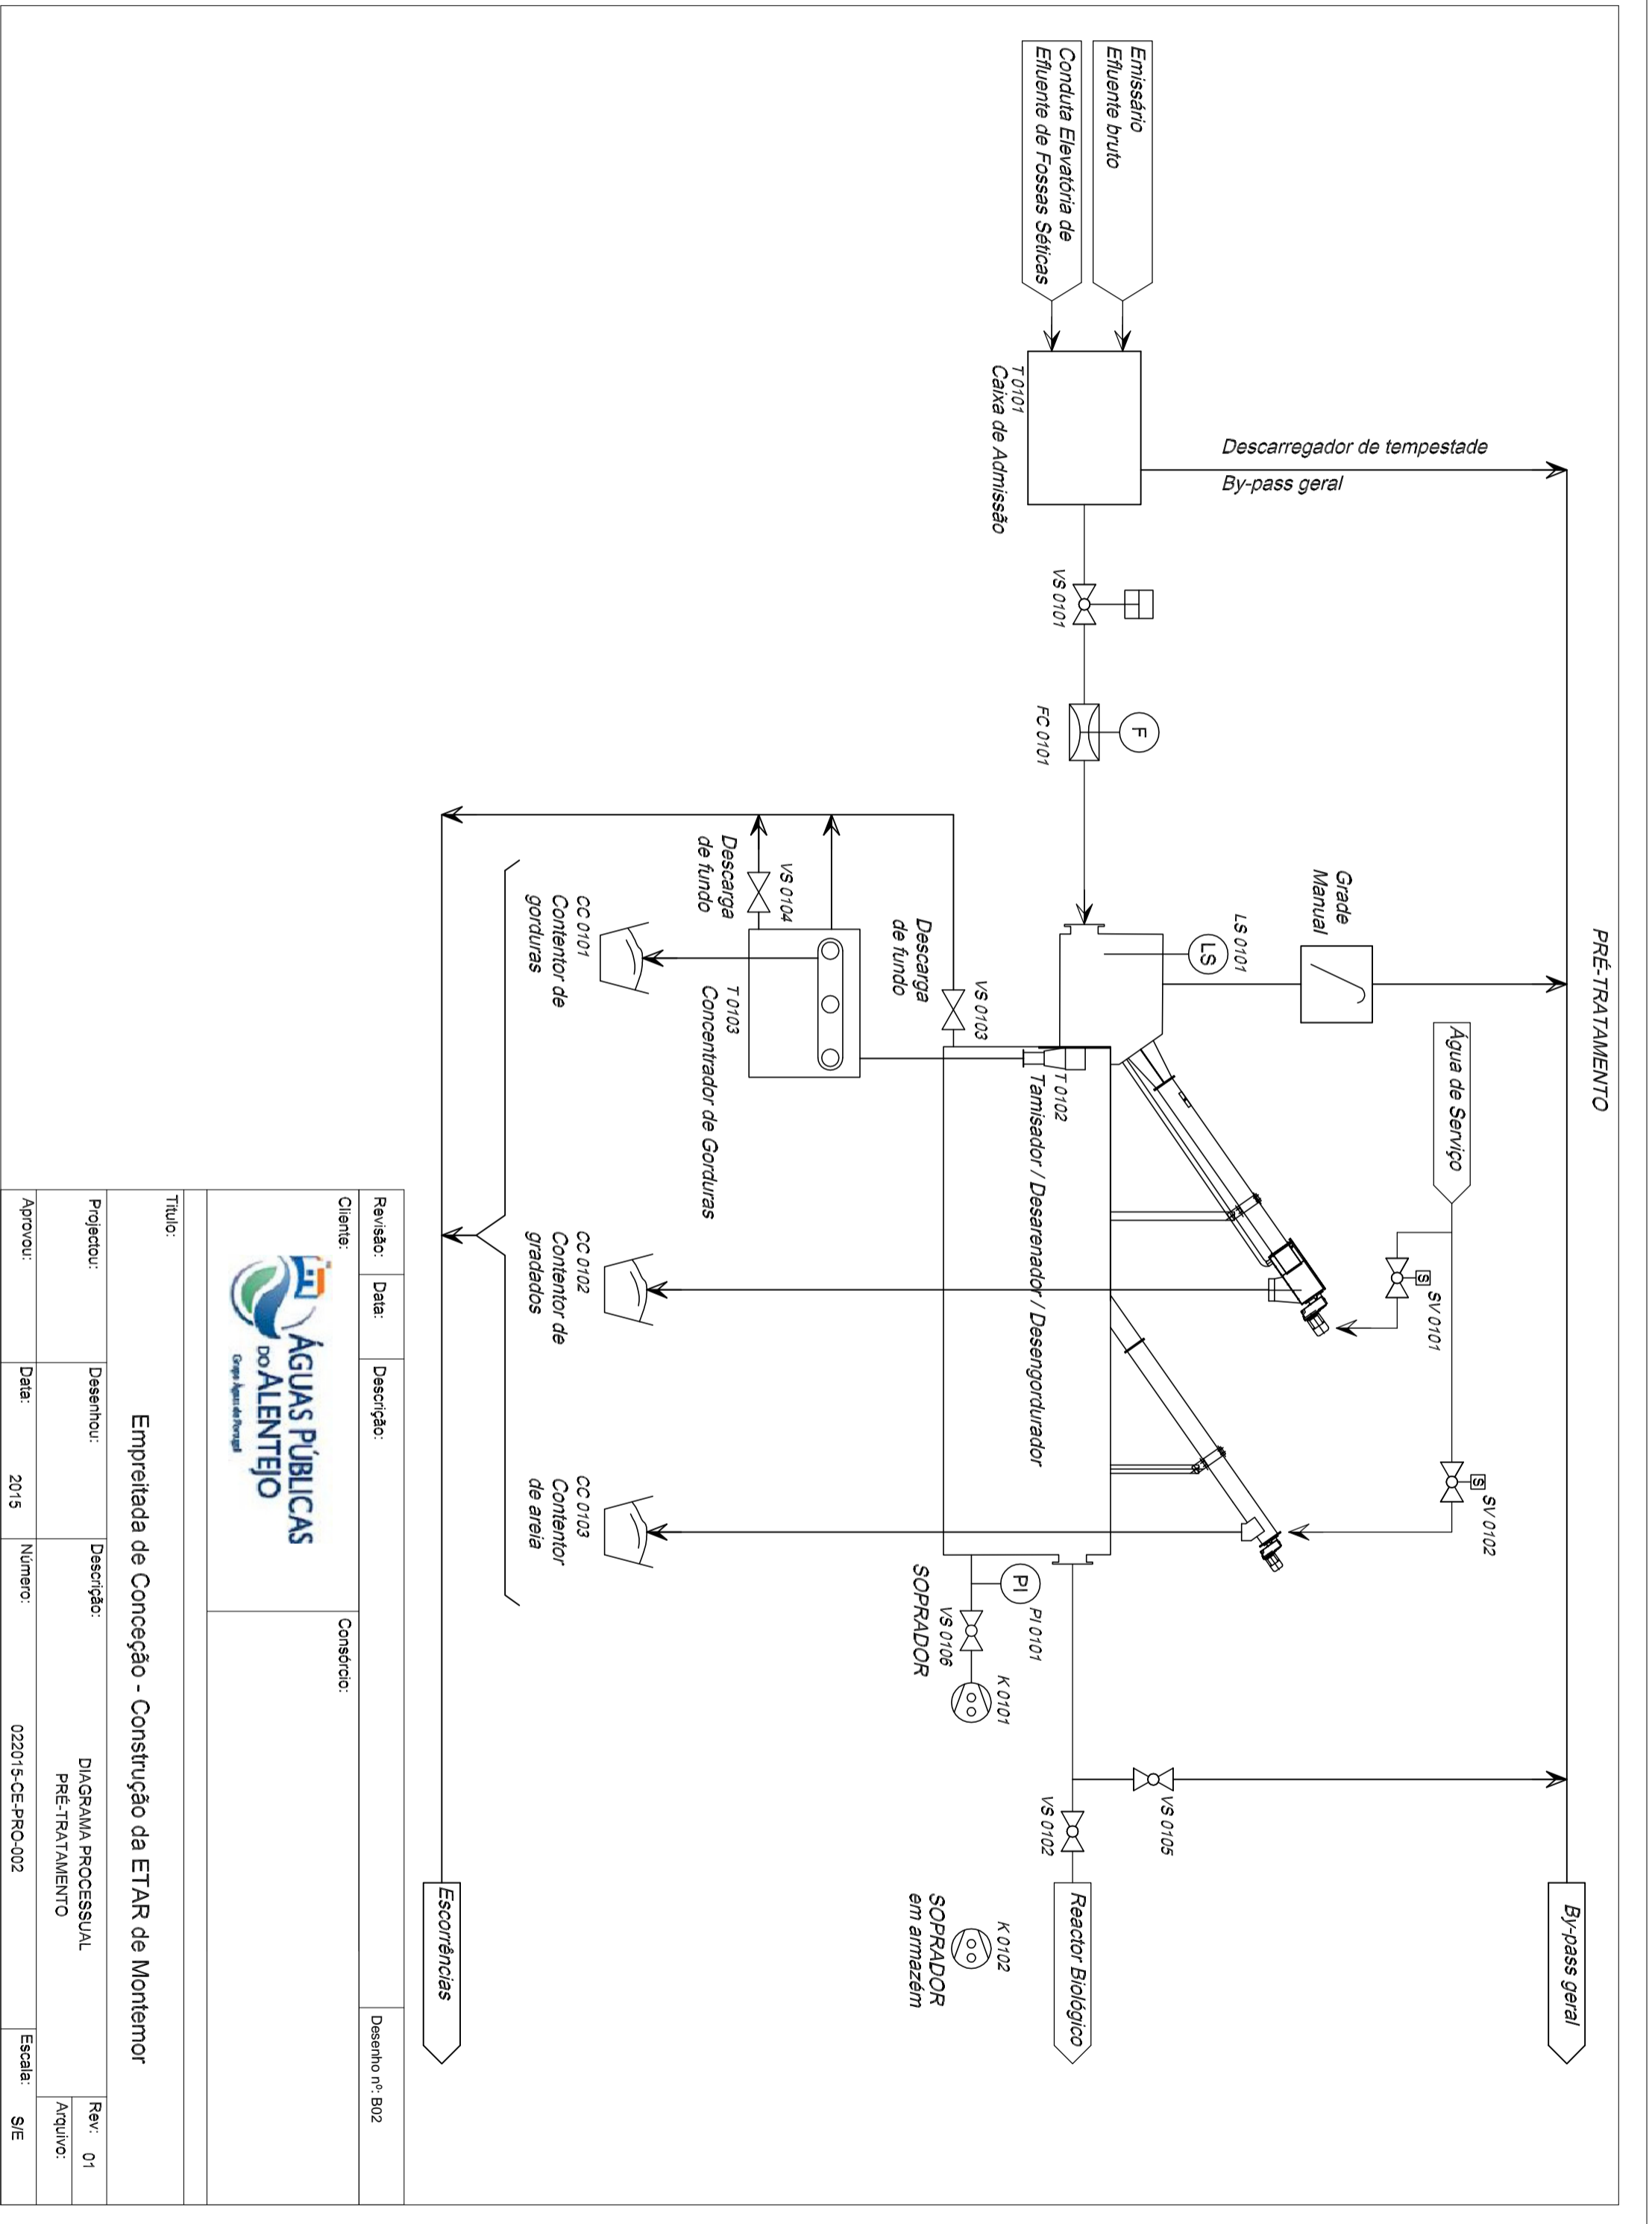 PRÉ-TRATAMENTO
By-pass geral
Descarregador de tempestade
By-pass geral
Água de Serviço
SV 0101
SV 0102
Grade
Manual
LS 0101
LS
Emissário
Efluente bruto
Conduta Elevatória de
Efluente de Fossas Séticas
T 0101
Caixa de Admissão
VS 0101
F
FC 0101
S
S
T 0102
Tamisador / Desarenador / Desengordurador
VS 0105
VS 0102
Reactor Biológico
PI
PI 0101
VS 0106
SOPRADOR
K 0101
K 0102
SOPRADOR
em armazém
VS 0103
Descarga
de fundo
VS 0104
Descarga
de fundo
T 0103
Concentrador de Gorduras
CC 0101
Contentor de
gorduras
CC 0102
Contentor de
gradados
CC 0103
Contentor
de areia
Escorrências
Revisão:
Data:
Descrição:
Desenho nº: B02
Cliente:
ÁGUAS PÚBLICAS
DO ALENTEJO
Grupo Águas de Portugal
Consórcio:
Título:
Empreitada de Conceção - Construção da ETAR de Montemor
Projectou:
Desenhou:
Descrição:
DIAGRAMA PROCESSUAL
PRÉ-TRATAMENTO
Rev: 01
Arquivo:
Aprovou:
Data: 2015
Número: 022015-CE-PRO-002
Escala: S/E